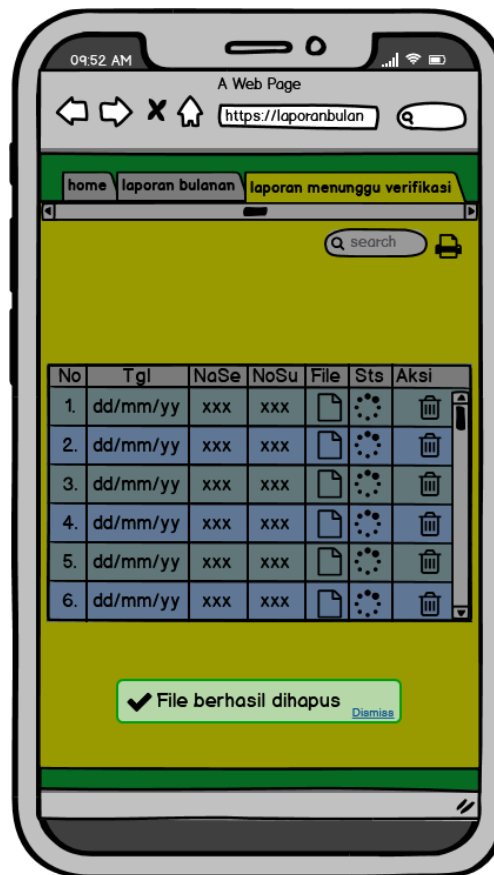 09:52 AM
A Web Page
https://laporanbulan
home laporan bulanan laporan menunggu verifikasi
search
No Tgl NaSe NoSu File Sts Aksi
1. dd/mm/yy xxx xxx
2. dd/mm/yy xxx xxx
3. dd/mm/yy xxx xxx
4. dd/mm/yy xxx xxx
5. dd/mm/yy xxx xxx
6. dd/mm/yy xxx xxx
File berhasil dihapus
Dismiss